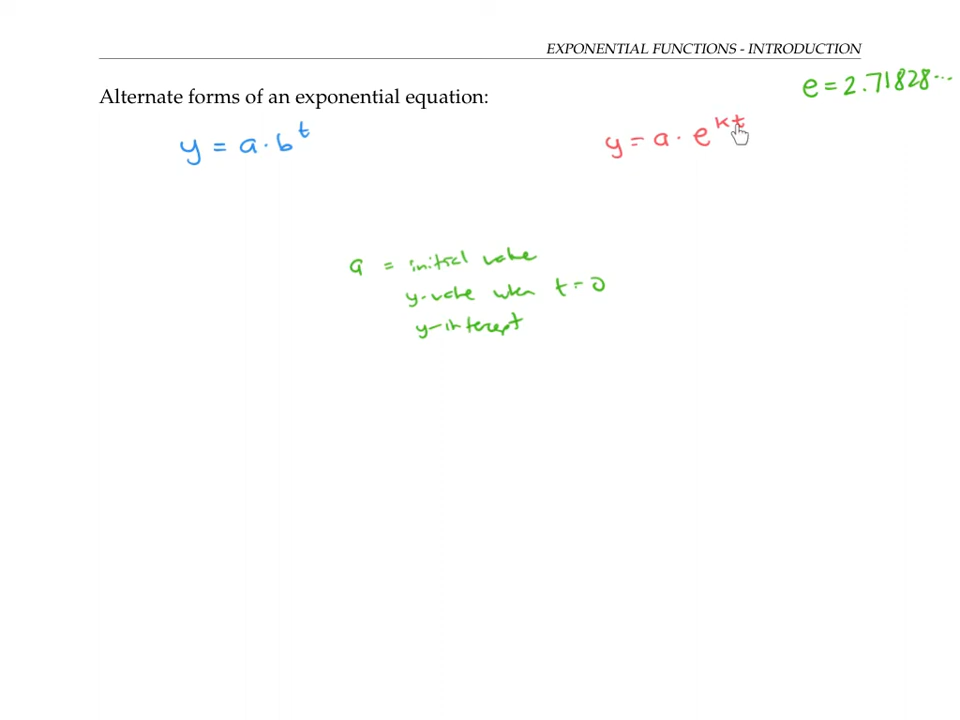 EXPONENTIAL FUNCTIONS - INTRODUCTION
e = 2.71828...
Alternate forms of an exponential equation:
y = a · b^t
y = a · e^kt
a = initial value
y-value when t = 0
y-intercept